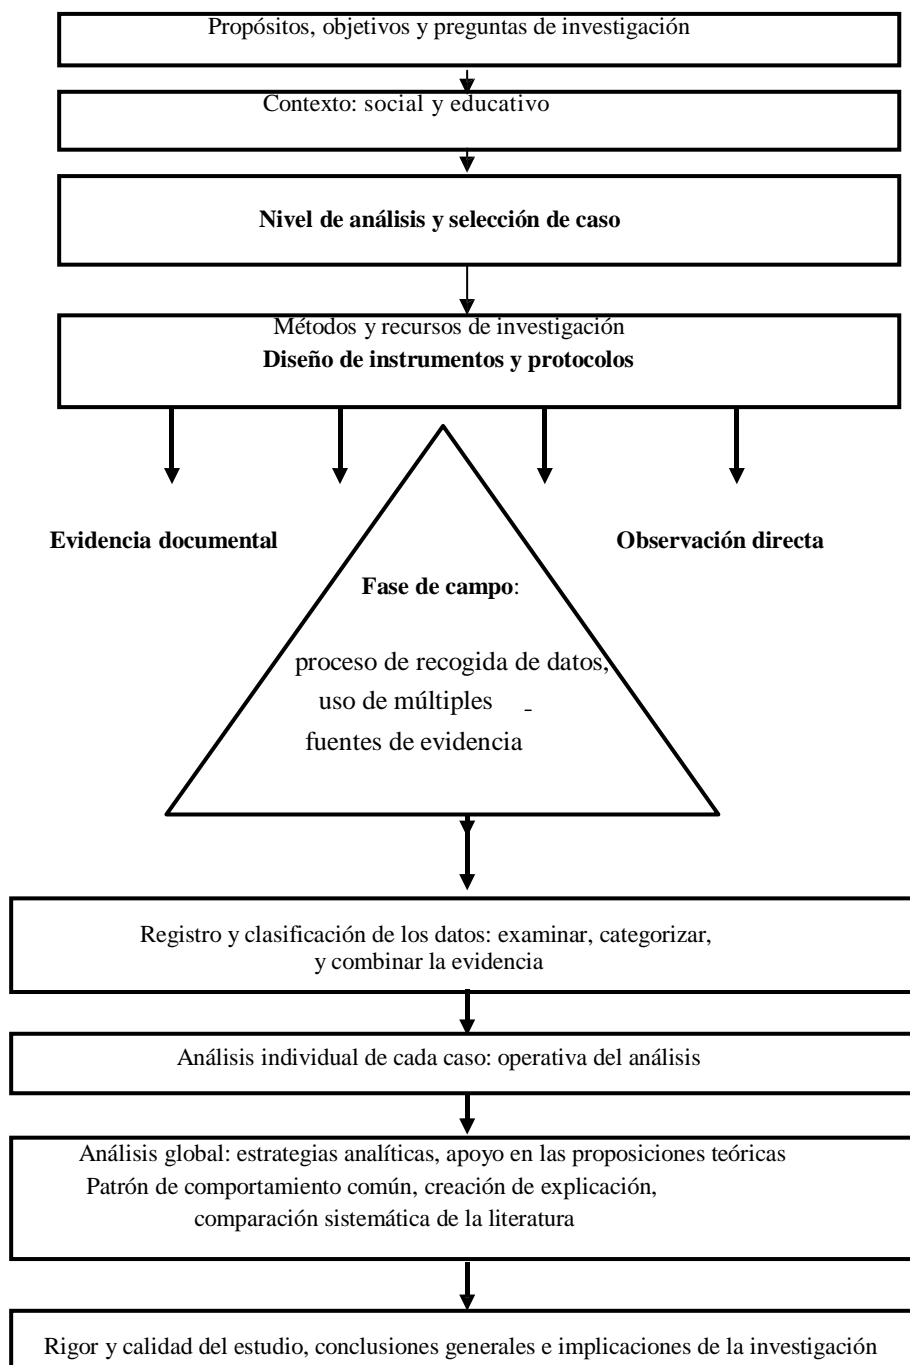 Propósitos, objetivos y preguntas de investigación
Contexto: social y educativo
Nivel de análisis y selección de caso
Métodos y recursos de investigación
Diseño de instrumentos y protocolos
Evidencia documental
Observación directa
Fase de campo:
proceso de recogida de datos,
uso de múltiples -
fuentes de evidencia
Registro y clasificación de los datos: examinar, categorizar,
y combinar la evidencia
Análisis individual de cada caso: operativa del análisis
Análisis global: estrategias analíticas, apoyo en las proposiciones teóricas
Patrón de comportamiento común, creación de explicación,
comparación sistemática de la literatura
Rigor y calidad del estudio, conclusiones generales e implicaciones de la investigación